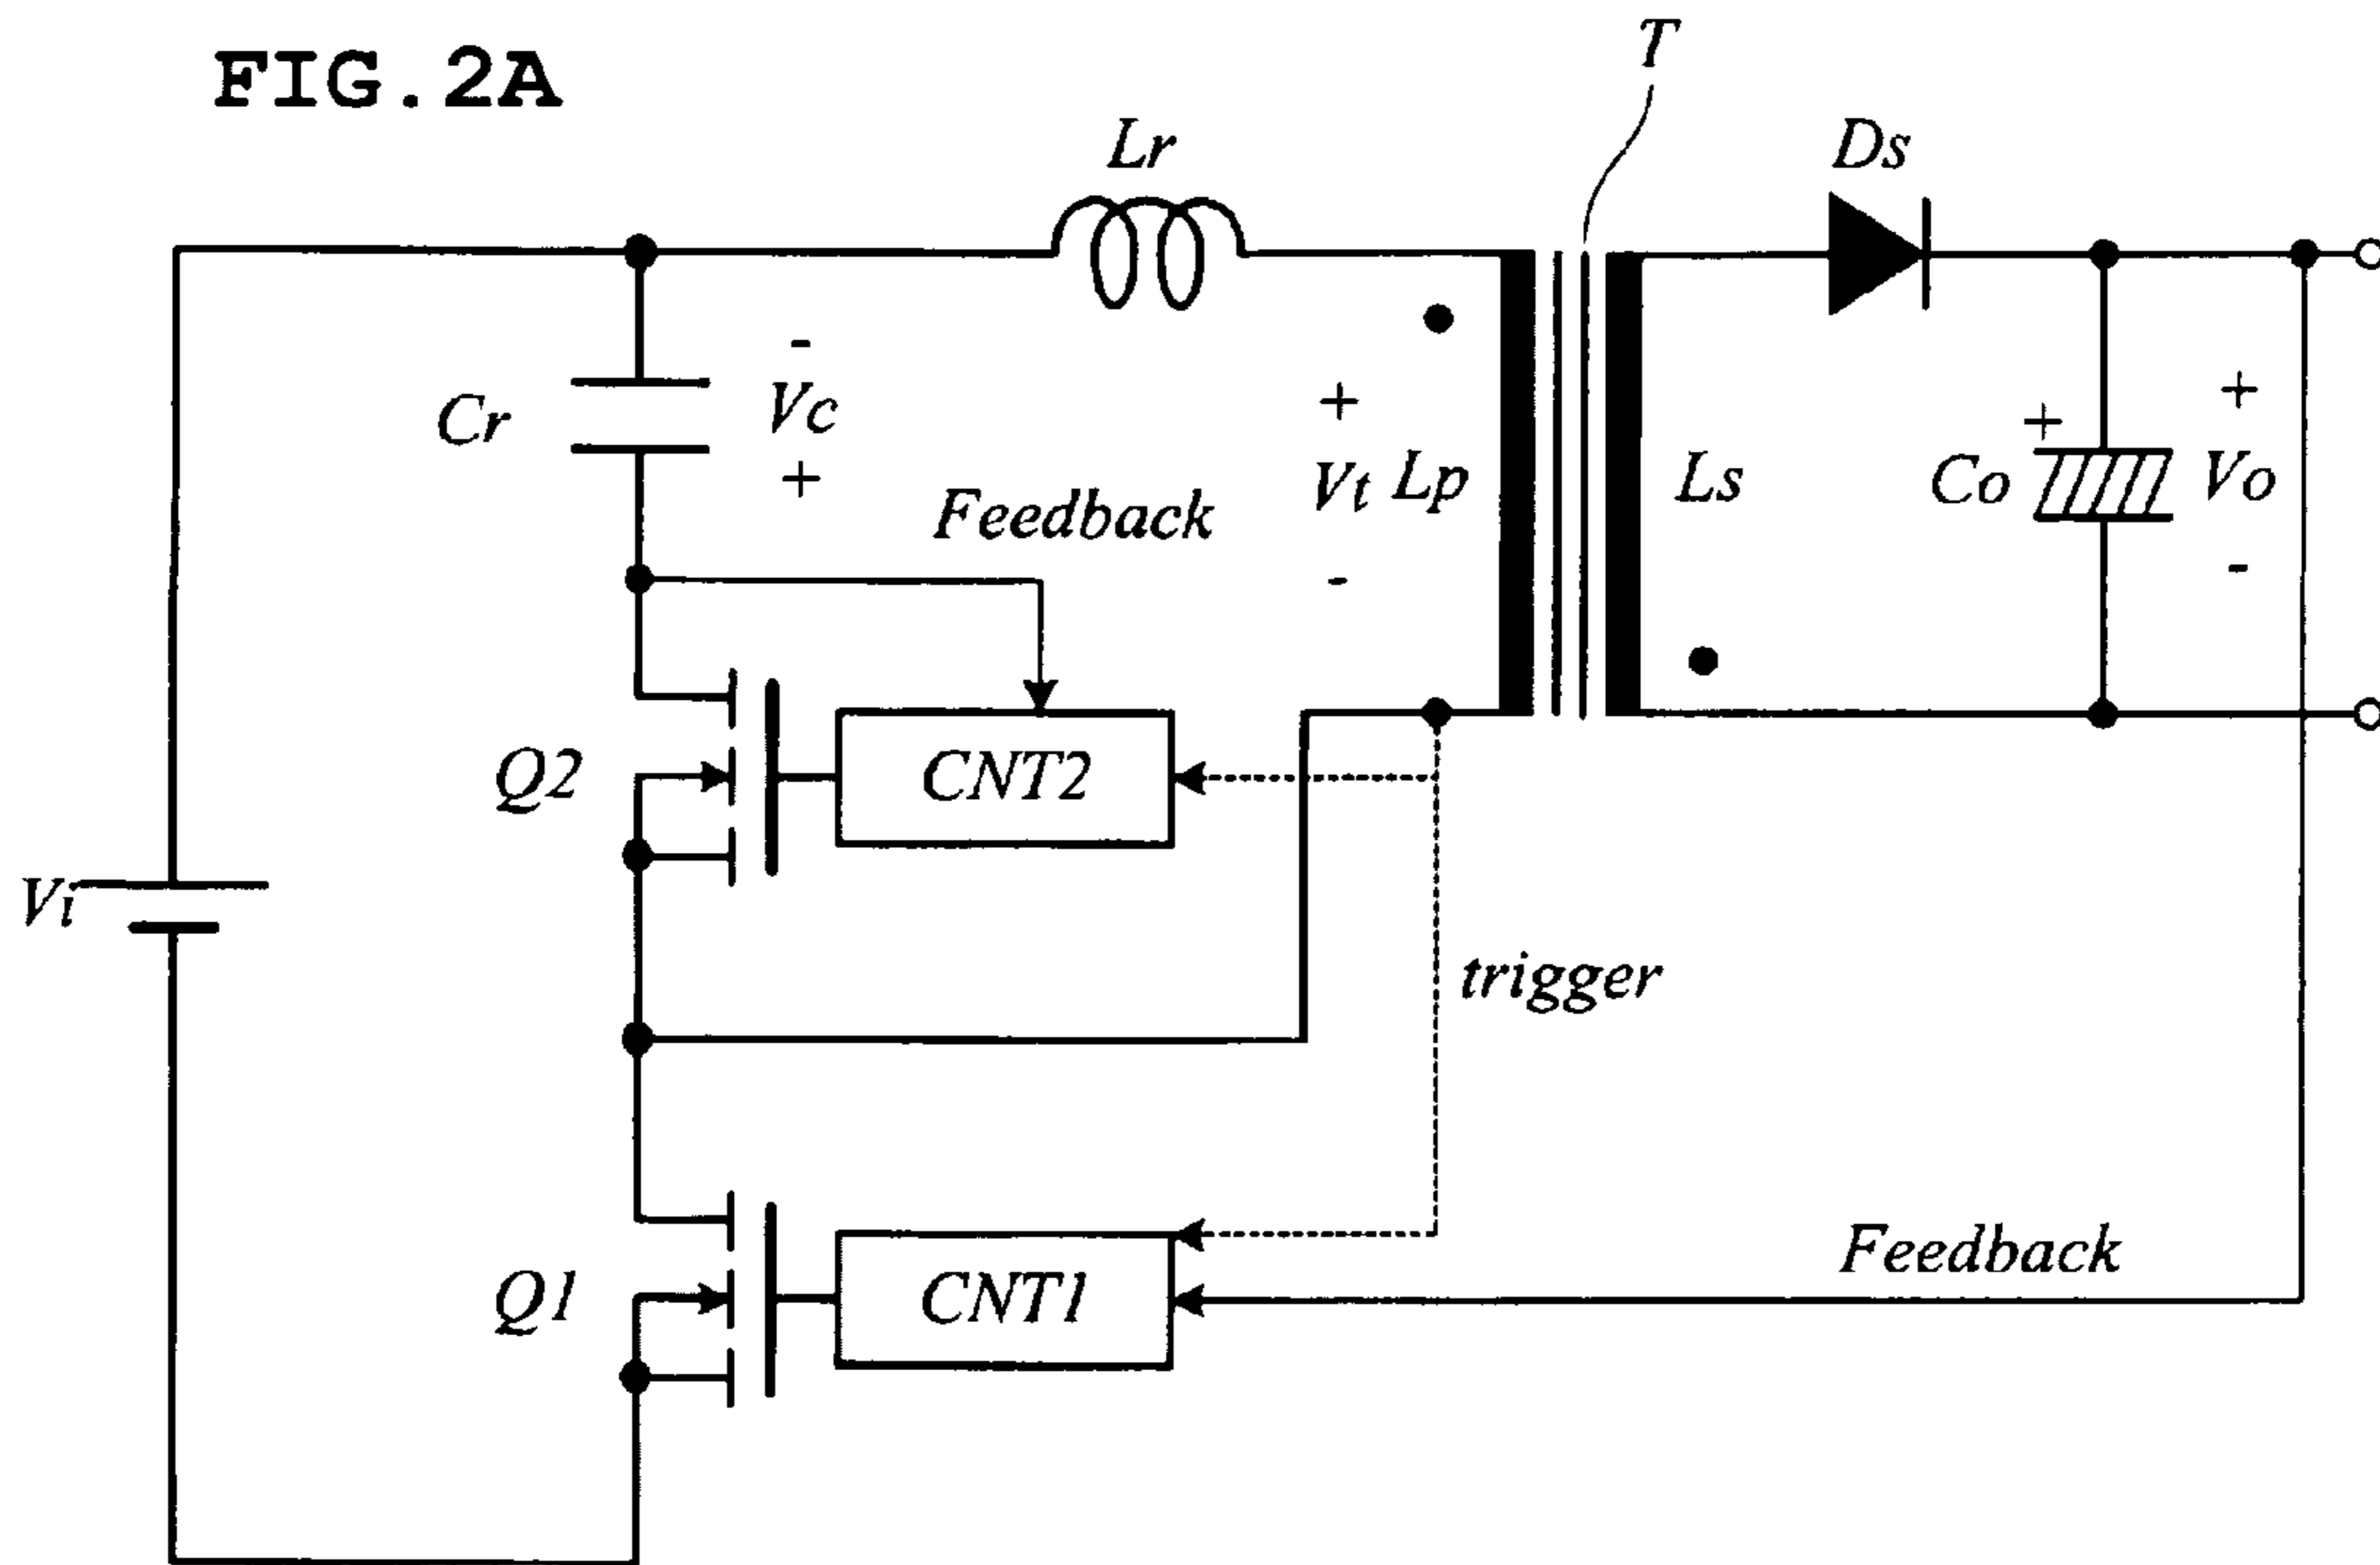 FIG.2A
T
Lr
Ds
-
Cr
Vc
+
Feedback
+
Vt
Lp
-
Ls
+
Co
+
Vo
-
Q2
CNT2
Vi
trigger
Q1
CNT1
Feedback